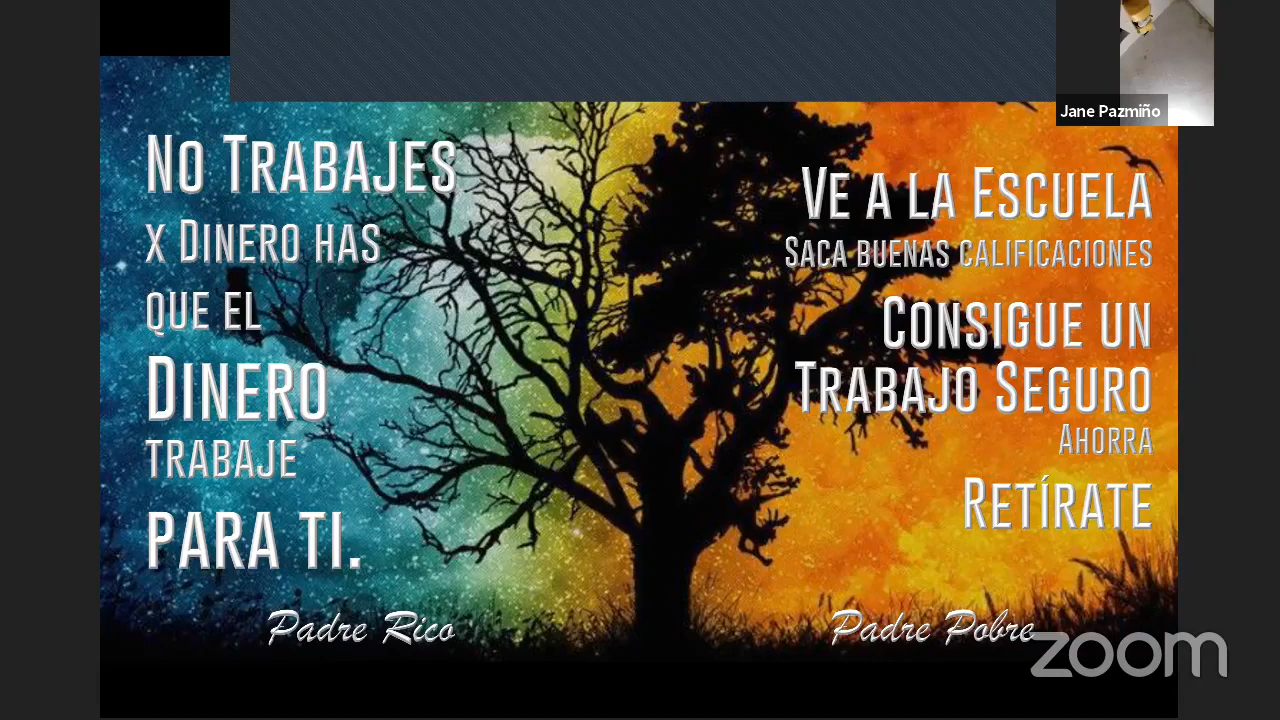 No Trabajes
x Dinero has
que el
Dinero
trabaje
para ti.
Padre Rico
Ve a la Escuela
Saca buenas calificaciones
Consigue un
Trabajo Seguro
Ahorra
Retírate
Padre Pobre
Jane Pazmiño
zoom